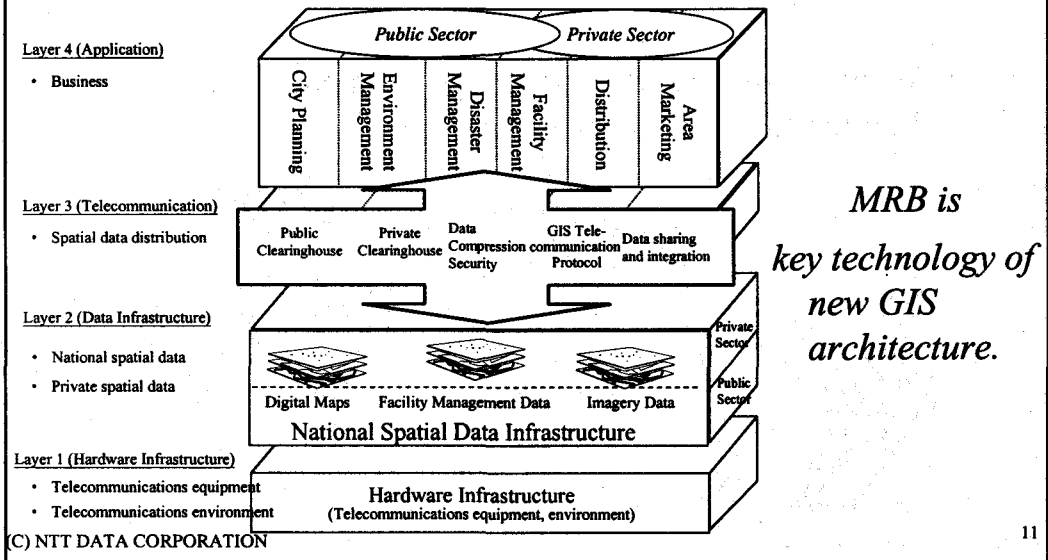 Layer 4 (Application)
• Business
Public Sector
Private Sector
City Planning
Environment
Management
Disaster
Management
Facility
Management
Distribution
Area
Marketing
Layer 3 (Telecommunication)
• Spatial data distribution
Public
Clearinghouse
Private
Clearinghouse
Data
Compression
Security
GIS Tele-
communication
Protocol
Data sharing
and integration
MRB is
key technology of
new GIS
architecture.
Layer 2 (Data Infrastructure)
• National spatial data
• Private spatial data
Private
Sector
Public
Sector
Digital Maps
Facility Management Data
Imagery Data
National Spatial Data Infrastructure
Layer 1 (Hardware Infrastructure)
• Telecommunications equipment
• Telecommunications environment
Hardware Infrastructure
(Telecommunications equipment, environment)
(C) NTT DATA CORPORATION
11